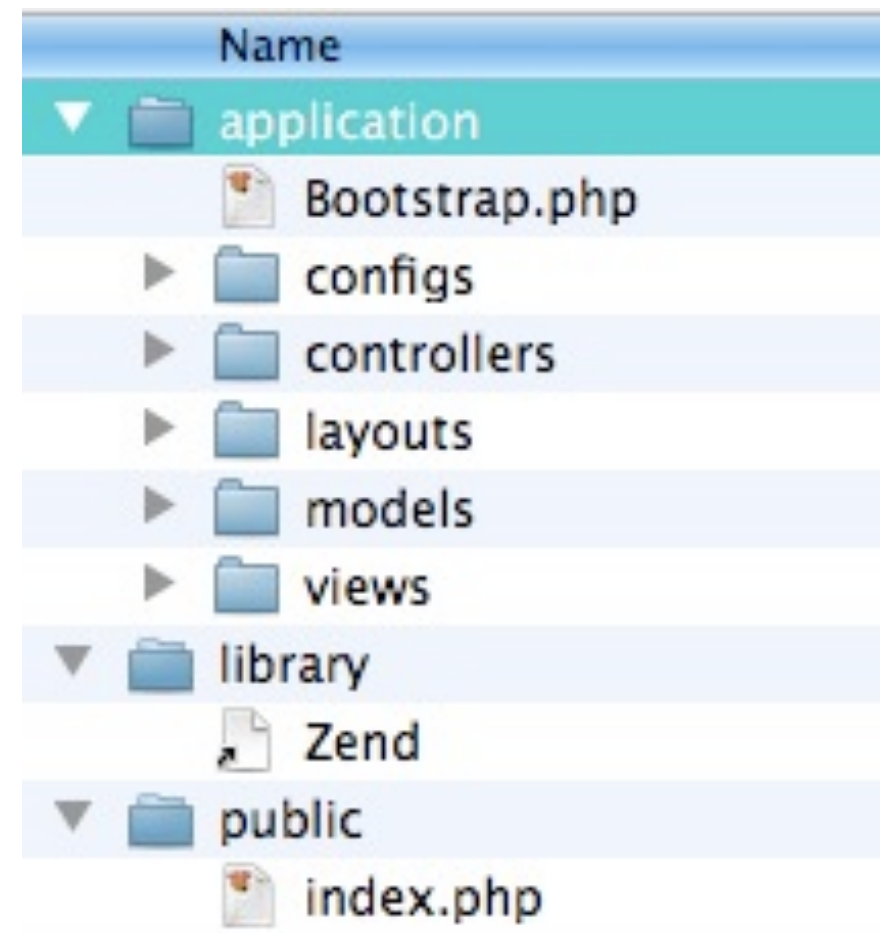 Name
application
Bootstrap.php
configs
controllers
layouts
models
views
library
Zend
public
index.php